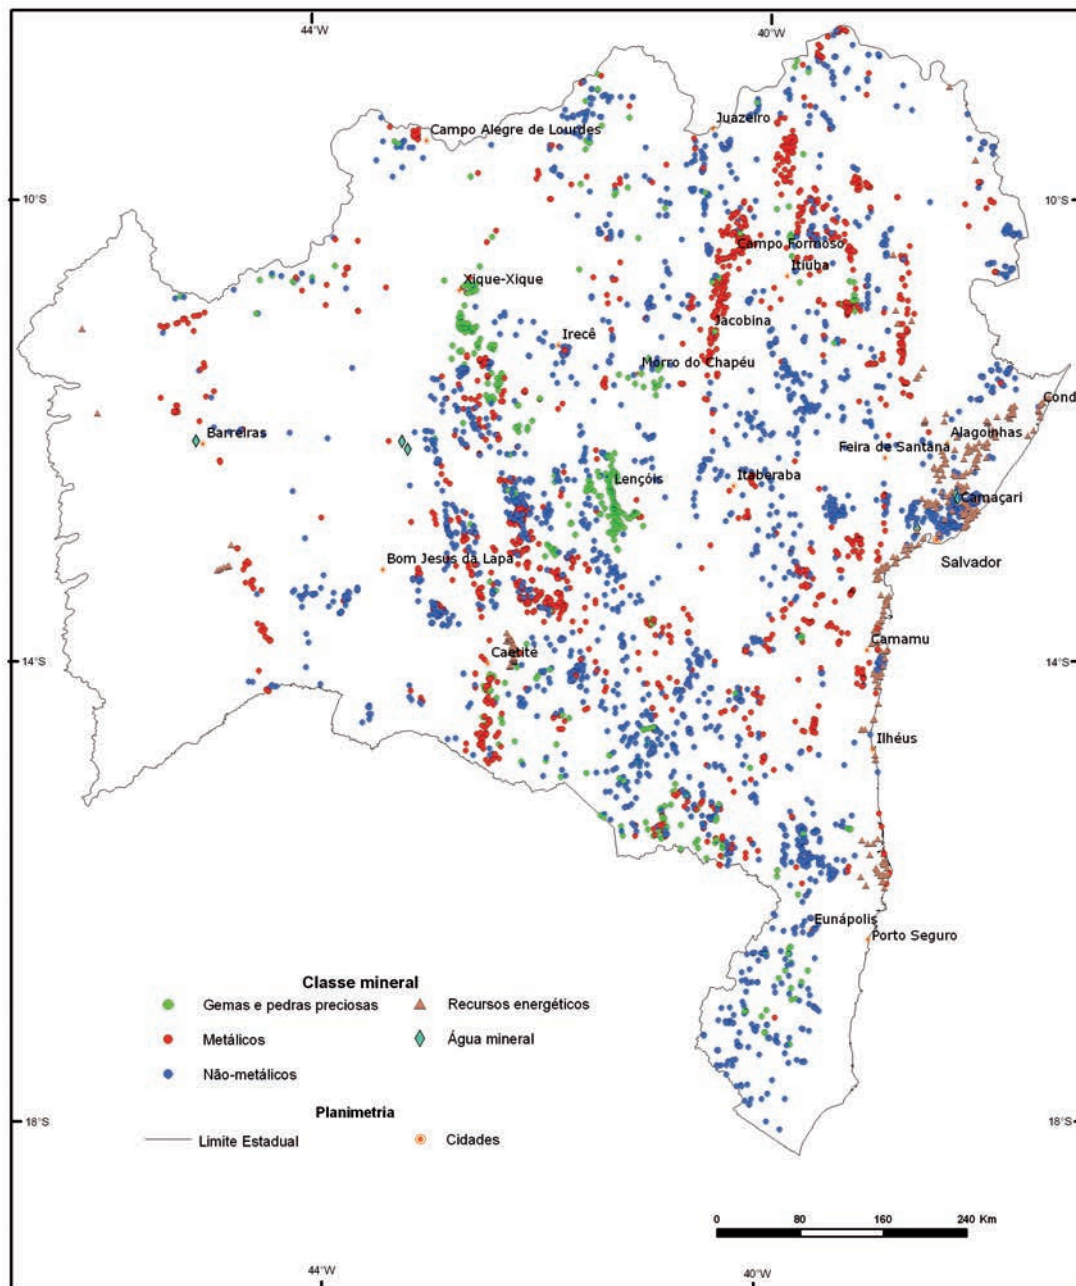 44°W
40°W
Juazeiro
Campo Alegre de Lourdes
10°S
10°S
Campo Formoso
Itiúba
Xique-Xique
Jacobina
Irecê
Morro do Chapéu
Cond
Barreiras
Alagoinhas
Feira de Santana
Lençóis
Itaberaba
Camaçari
Bom Jesus da Lapa
Salvador
Camamu
Caetité
14°S
14°S
Ilhéus
Eunápolis
Porto Seguro
Classe mineral
Gemas e pedras preciosas
Recursos energéticos
Metálicos
Água mineral
Não-metálicos
Planimetria
18°S
18°S
Limite Estadual
Cidades
0 80 160 240 Km
44°W
40°W